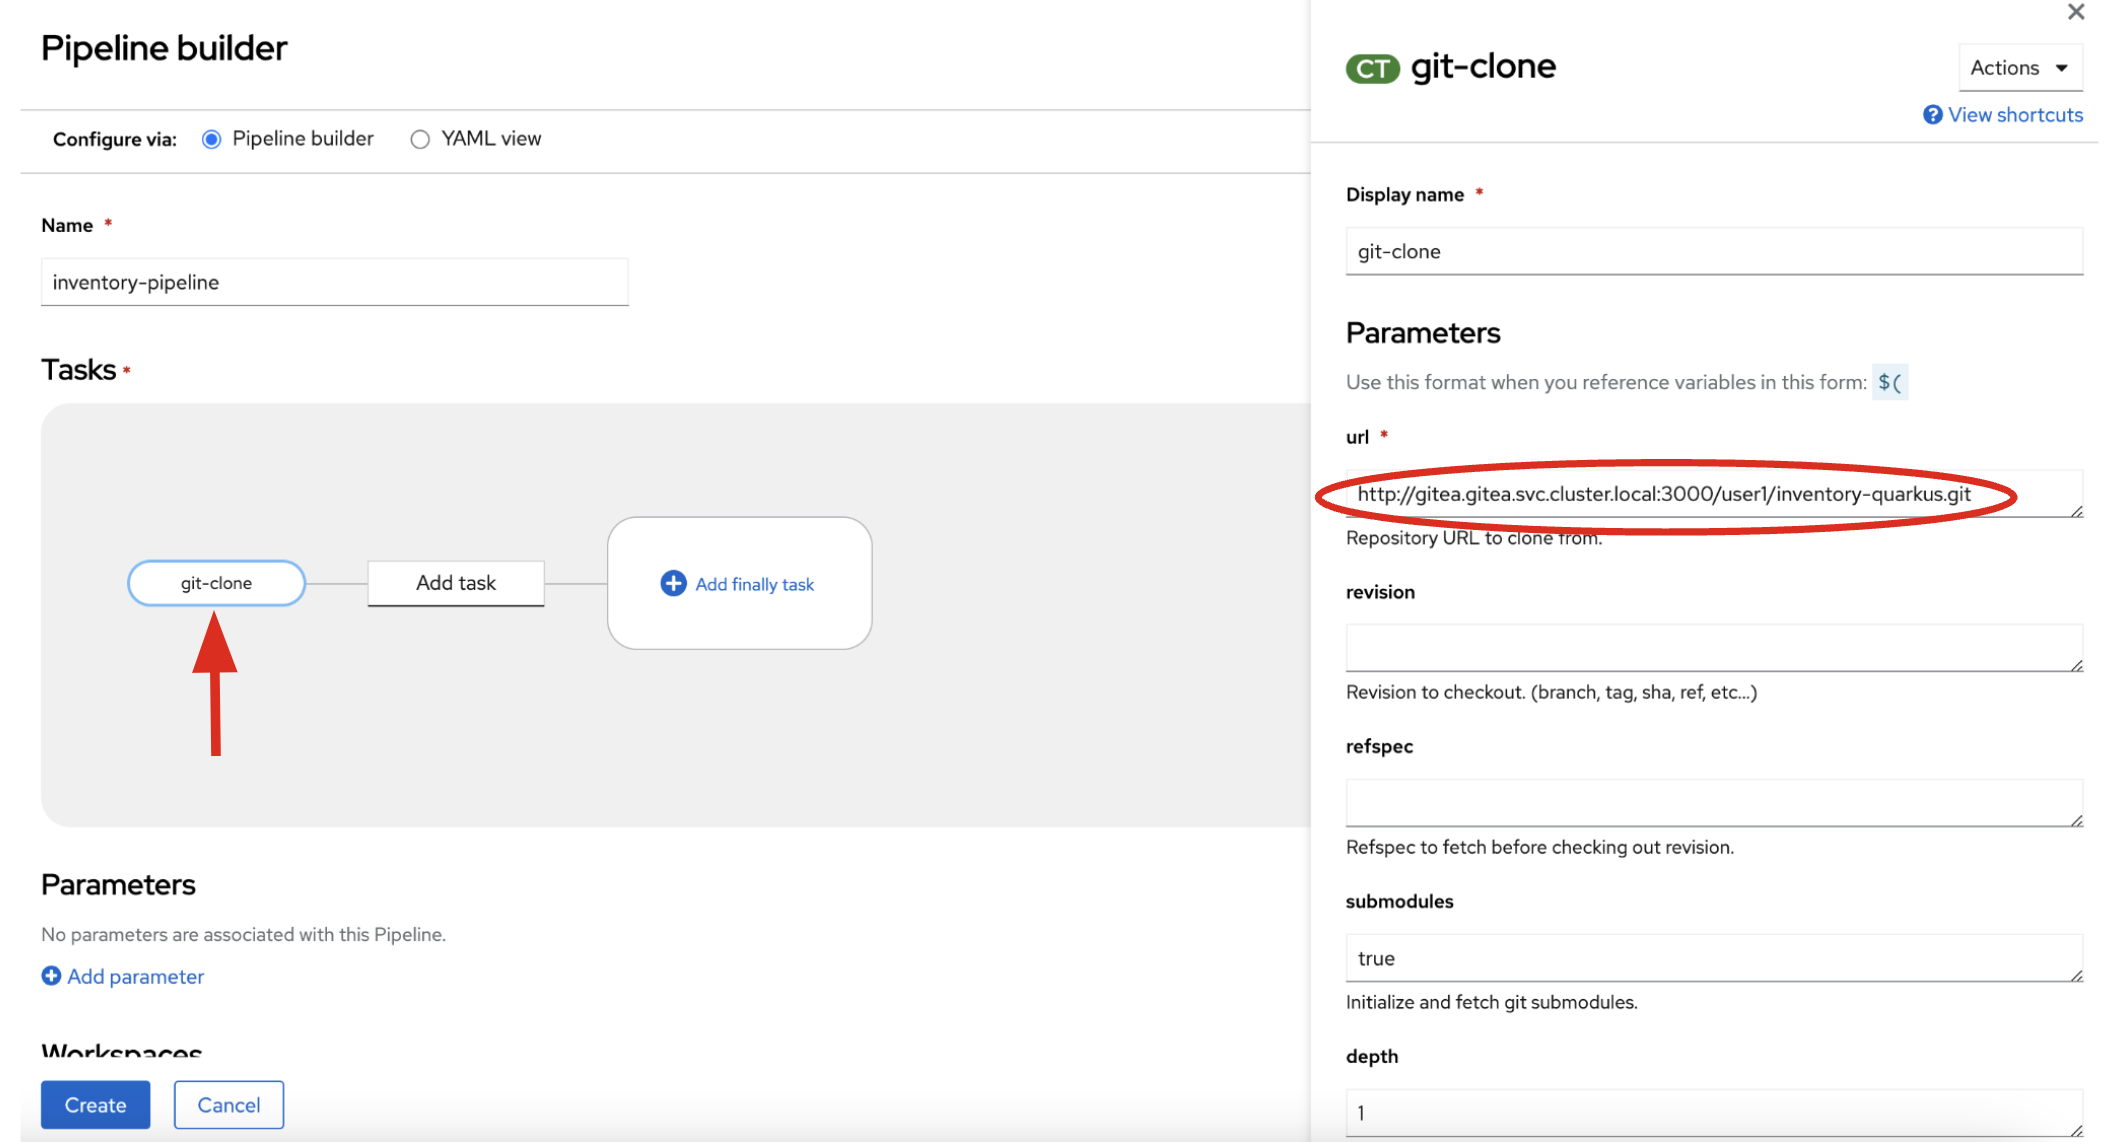 Pipeline builder
Configure via: Pipeline builder YAML view
Name *
inventory-pipeline
Tasks *
git-clone
Add task
Add finally task
Parameters
No parameters are associated with this Pipeline.
Add parameter
Workspaces
Create Cancel
CT git-clone
Actions
View shortcuts
Display name *
git-clone
Parameters
Use this format when you reference variables in this form: $(
url *
http://gitea.gitea.svc.cluster.local:3000/user1/inventory-quarkus.git
Repository URL to clone from.
revision
Revision to checkout. (branch, tag, sha, ref, etc...)
refspec
Refspec to fetch before checking out revision.
submodules
true
Initialize and fetch git submodules.
depth
1